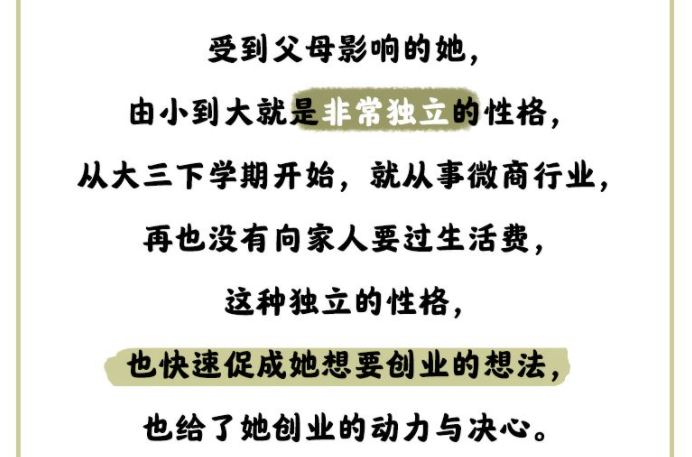 受到父母影响的她，
由小到大就是非常独立的性格，
从大三下学期开始，就从事微商行业，
再也没有向家人要过生活费，
这种独立的性格，
也快速促成她想要创业的想法，
也给了她创业的动力与决心。